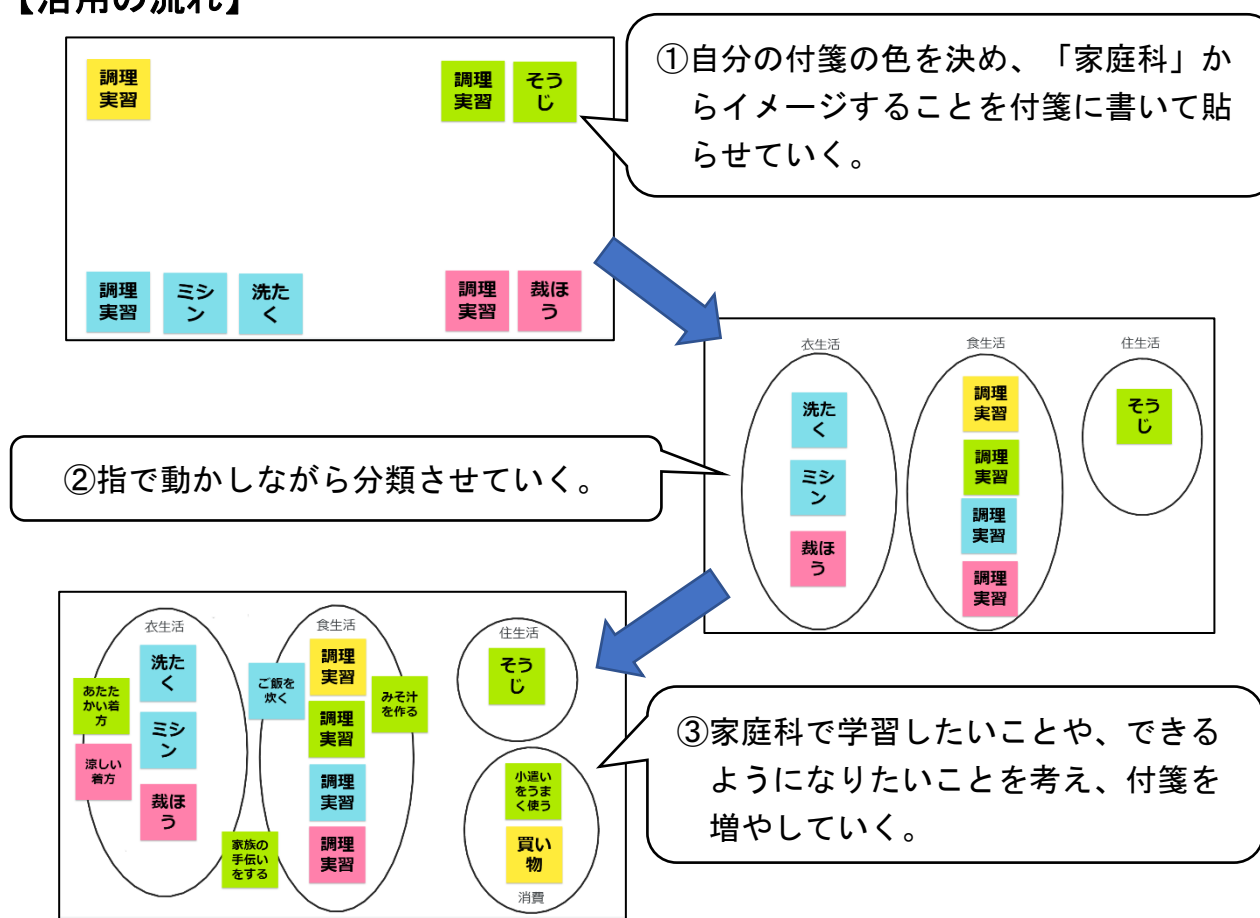 【活用の流れ】
調理
実習
調理
実習
そう
じ
①自分の付箋の色を決め、「家庭科」か
らイメージすることを付箋に書いて貼
らせていく。
調理
実習
ミシ
ン
洗た
く
調理
実習
裁ほ
う
衣生活
食生活
住生活
洗た
く
ミシ
ン
裁ほ
う
調理
実習
調理
実習
調理
実習
調理
実習
そう
じ
②指で動かしながら分類させていく。
衣生活
食生活
住生活
洗た
く
ミシ
ン
裁ほ
う
あたた
かい着
方
涼しい
着方
家族の
手伝い
をする
ご飯を
炊く
調理
実習
調理
実習
調理
実習
調理
実習
みそ汁
を作る
そう
じ
小遣い
をうま
く使う
買い
物
消費
③家庭科で学習したいことや、できる
ようになりたいことを考え、付箋を
増やしていく。